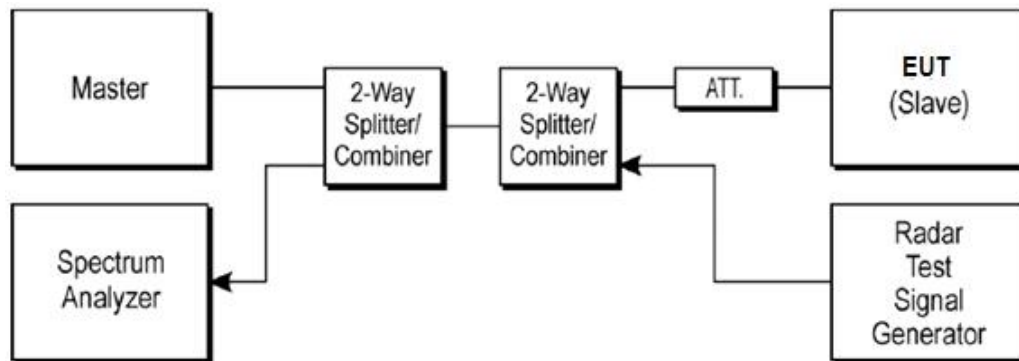 Master
2-Way
Splitter/
Combiner
2-Way
Splitter/
Combiner
ATT.
EUT
(Slave)
Spectrum
Analyzer
Radar
Test
Signal
Generator